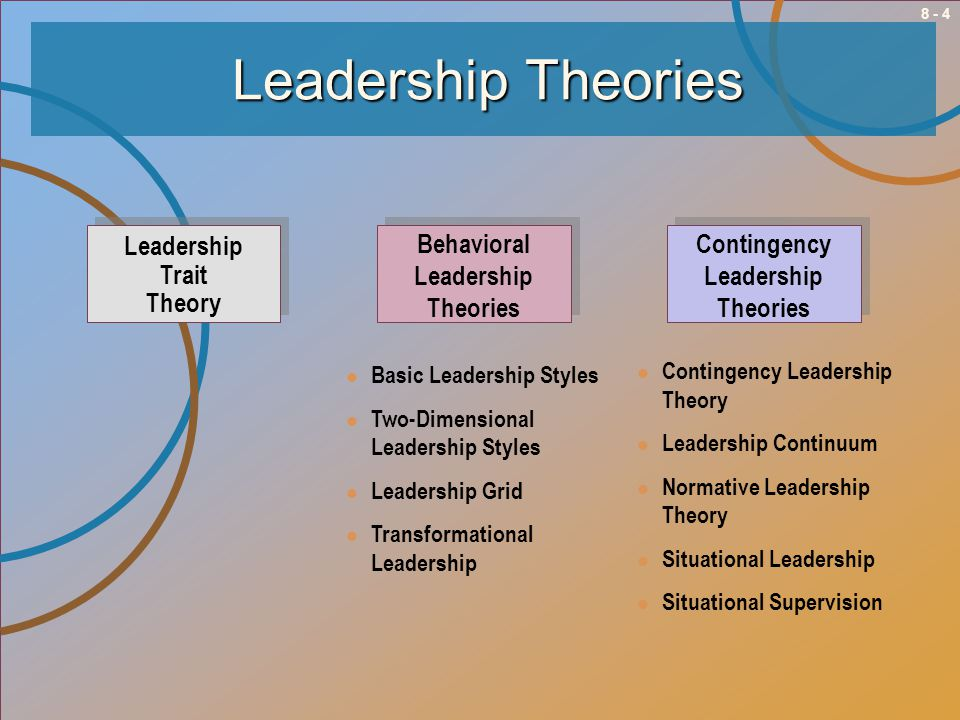 8 - 4
Leadership Theories
Leadership
Trait
Theory
Behavioral
Leadership
Theories
Basic Leadership Styles
Two-Dimensional
Leadership Styles
Leadership Grid
Transformational
Leadership
Contingency
Leadership
Theories
Contingency Leadership
Theory
Leadership Continuum
Normative Leadership
Theory
Situational Leadership
Situational Supervision